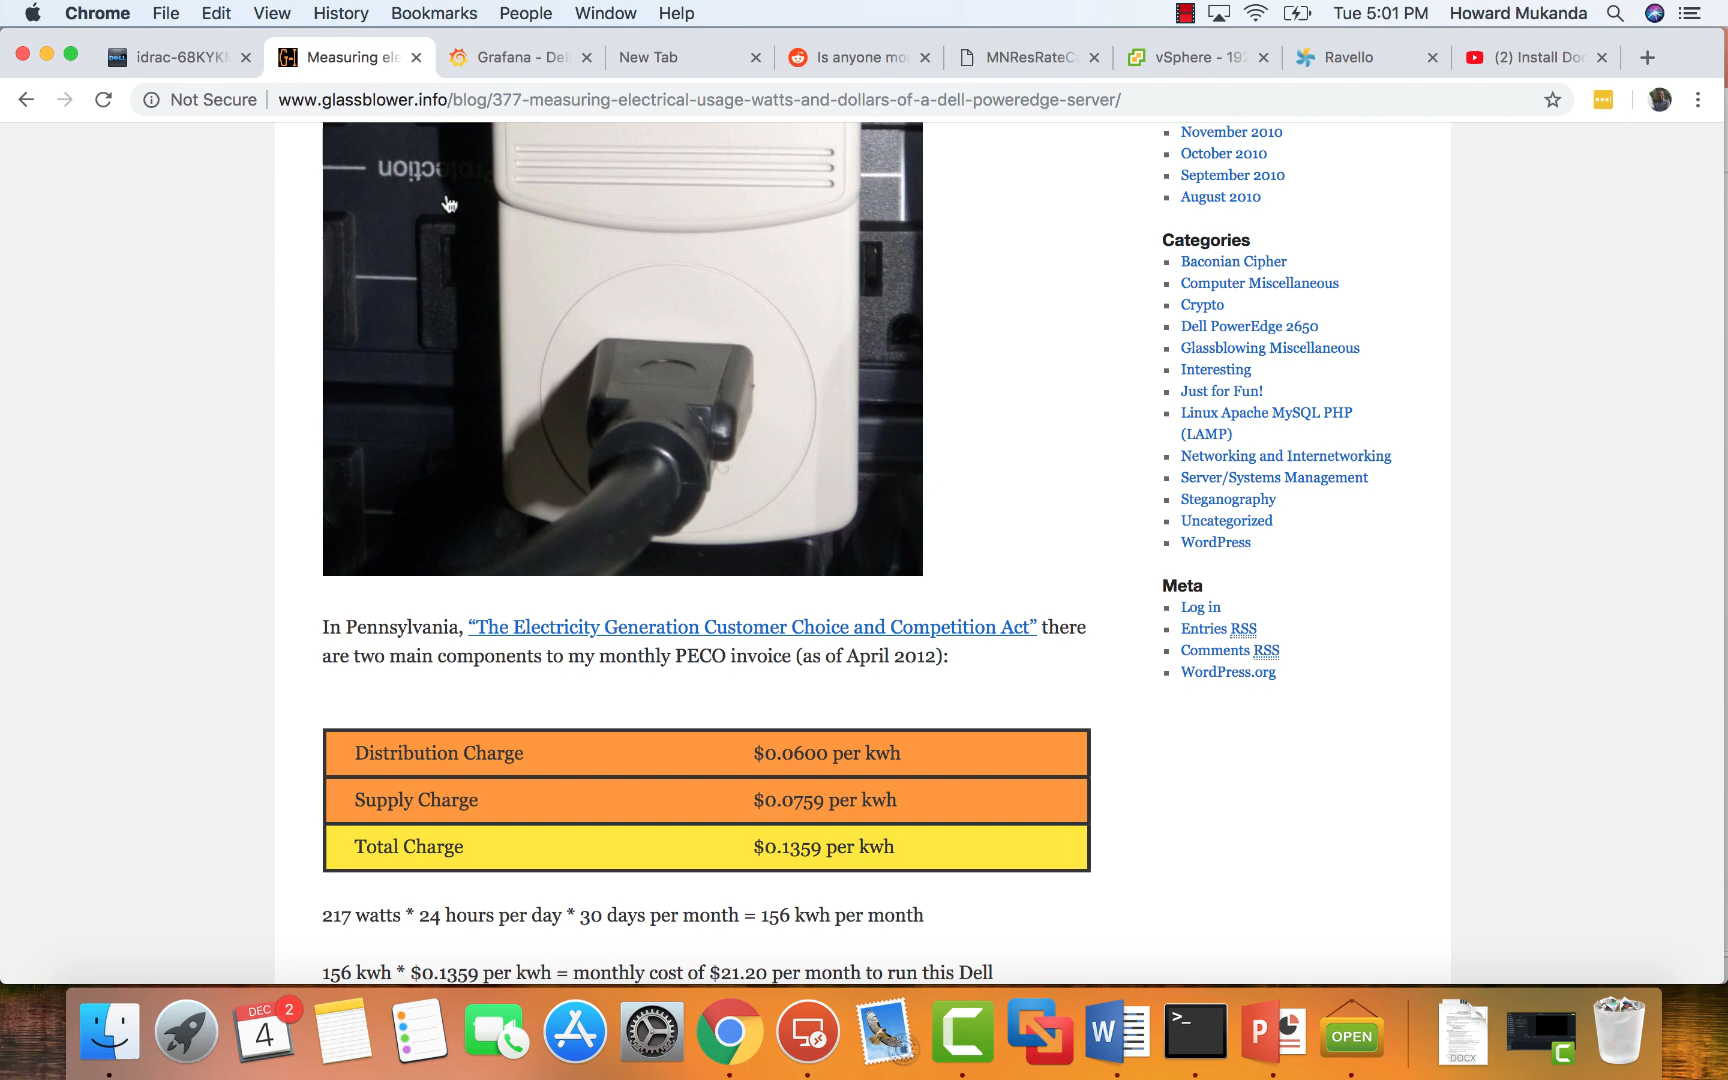 Chrome File Edit View History Bookmarks People Window Help Tue 5:01 PM Howard Mukanda
idrac-68KYK Measuring ele Grafana - Dell New Tab Is anyone mo MNResRateC vSphere - 192 Ravello (2) Install Doc
Not Secure www.glassblower.info/blog/377-measuring-electrical-usage-watts-and-dollars-of-a-dell-poweredge-server/
Protection
November 2010
October 2010
September 2010
August 2010
Categories
Baconian Cipher
Computer Miscellaneous
Crypto
Dell PowerEdge 2650
Glassblowing Miscellaneous
Interesting
Just for Fun!
Linux Apache MySQL PHP
(LAMP)
Networking and Internetworking
Server/Systems Management
Steganography
Uncategorized
WordPress
Meta
Log in
Entries RSS
Comments RSS
WordPress.org
In Pennsylvania, “The Electricity Generation Customer Choice and Competition Act” there
are two main components to my monthly PECO invoice (as of April 2012):
Distribution Charge $0.0600 per kwh
Supply Charge $0.0759 per kwh
Total Charge $0.1359 per kwh
217 watts * 24 hours per day * 30 days per month = 156 kwh per month
156 kwh * $0.1359 per kwh = monthly cost of $21.20 per month to run this Dell
DEC
4
2
W
>_
P
OPEN
DOCX
C